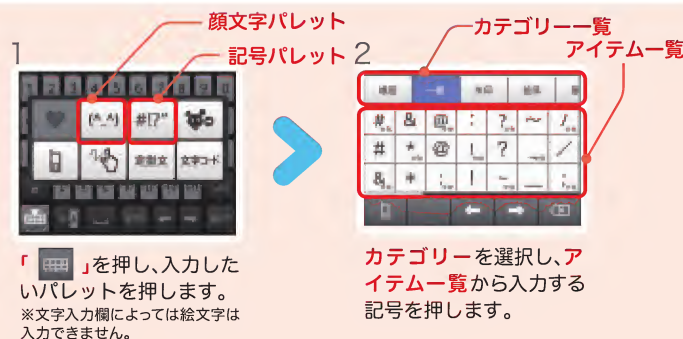 顔文字パレット
記号パレット
1
(^_^)
#[?"
定型文
文字コード
「 」を押し、入力した
いパレットを押します。
※文字入力欄によっては絵文字は
入力できません。
2
カテゴリー一覧
アイテム一覧
# & @ : ? ~ /
# * @ ! ? _ /
& * ; ! - _ ;
カテゴリーを選択し、ア
イテム一覧から入力する
記号を押します。